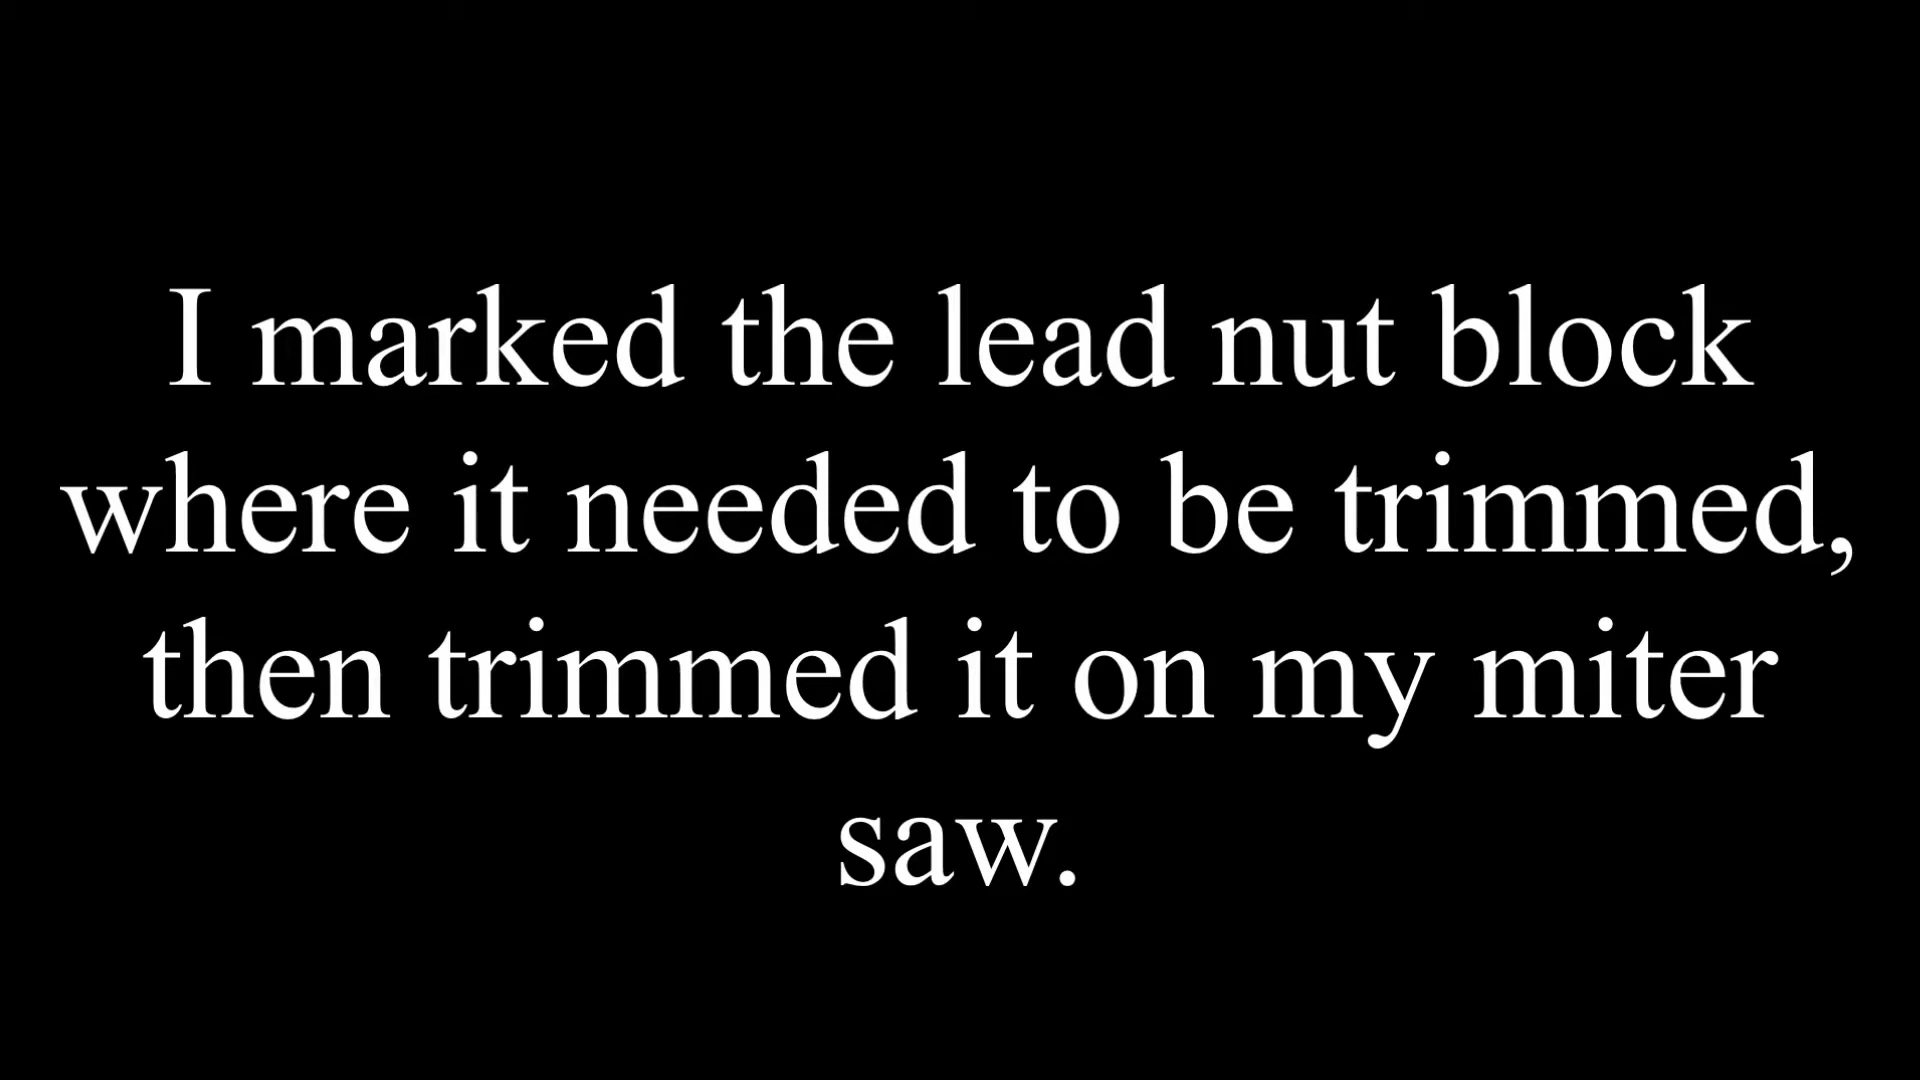 I marked the lead nut block
where it needed to be trimmed,
then trimmed it on my miter
saw.